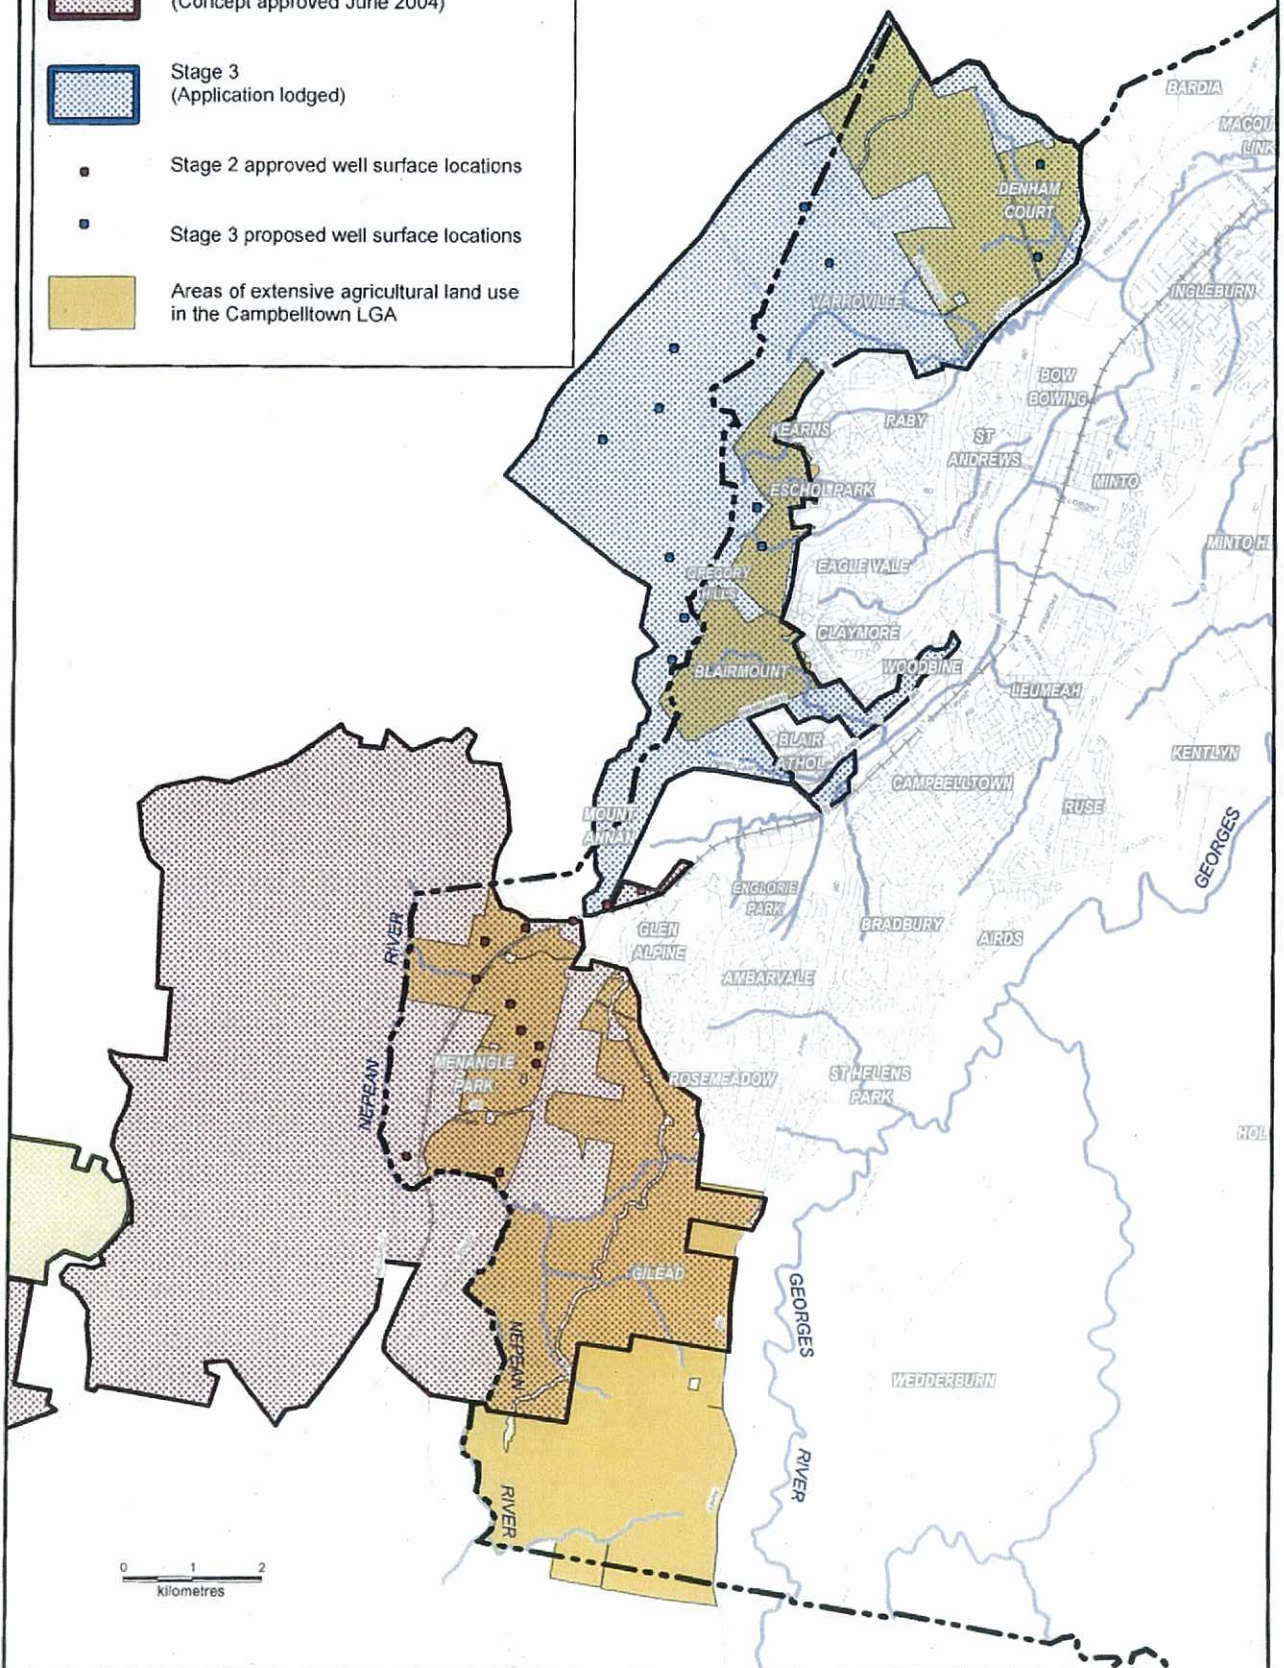 (Concept approved June 2004)
Stage 3
(Application lodged)
Stage 2 approved well surface locations
Stage 3 proposed well surface locations
Areas of extensive agricultural land use
in the Campbelltown LGA
BARDIA
DENHAM
COURT
INGLEBURN
VARROVILLE
BOW
BOWING
KEARNS
RABY
ST
ANDREWS
MINTO
ESCHOL PARK
EAGLE VALE
GREGORY
HILLS
CLAYMORE
WOODBINE
BLAIRMOUNT
LEUMEAH
BLAIR
ATHOL
KENTLYN
CAMPBELLTOWN
RUSE
MOUNT
ANNAN
GEORGES
ENGLORIE
PARK
RIVER
GLEN
ALPINE
BRADBURY
AIRDS
AMBARVALE
MENANGLE
PARK
NEPEAN
ROSEMEADOW
ST HELENS
PARK
GILEAD
GEORGES
NEPEAN
WEDDERBURN
RIVER
RIVER
0 1 2
kilometres